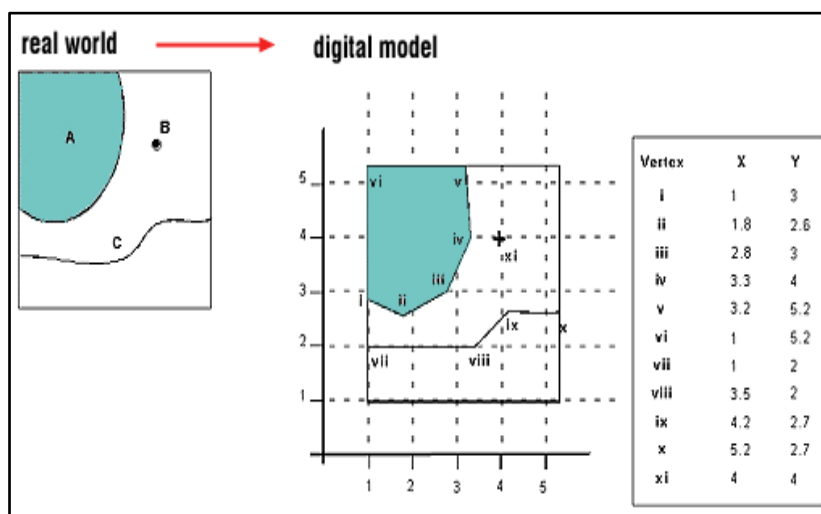 real world
digital model
A
B
C
5
4
3
2
1
vi
v
iv
xi
iii
i
ii
ix
x
vii
viii
1 2 3 4 5
Vertex X Y
i 1 3
ii 1.8 2.6
iii 2.8 3
iv 3.3 4
v 3.2 5.2
vi 1 5.2
vii 1 2
viii 3.5 2
ix 4.2 2.7
x 5.2 2.7
xi 4 4